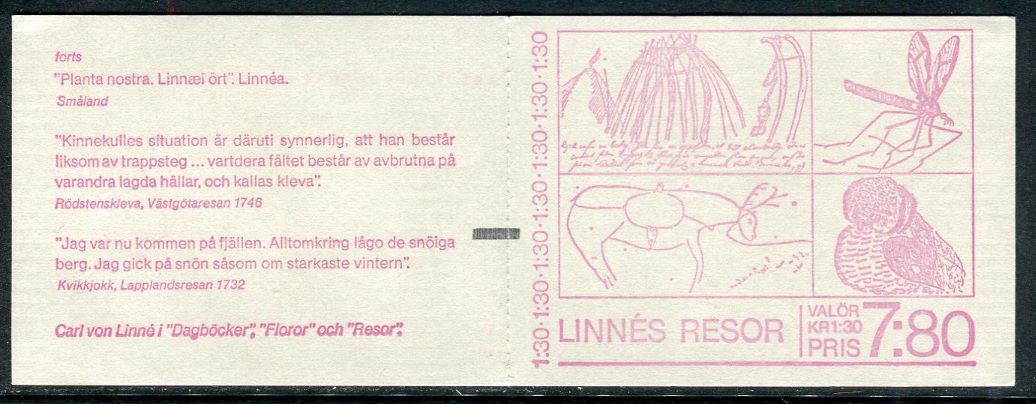 forts
"Planta nostra. Linnæi ört". Linnéa.
Småland
"Kinnekulles situation är däruti synnerlig, att han består
liksom av trappsteg ... vartdera fältet består av avbrutna på
varandra lagda hällar, och kallas kleva".
Rödstenskleva, Västgötaresan 1746
"Jag var nu kommen på fjällen. Alltomkring lågo de snöiga
berg. Jag gick på snön såsom om starkaste vintern".
Kvikkjokk, Lapplandsresan 1732
Carl von Linné i "Dagböcker", "Floror" och "Resor".
1:30·1:30·1:30·1:30·1:30·1:30·1:30
LINNÉS RESOR
VALÖR
KR 1:30
PRIS
7:80